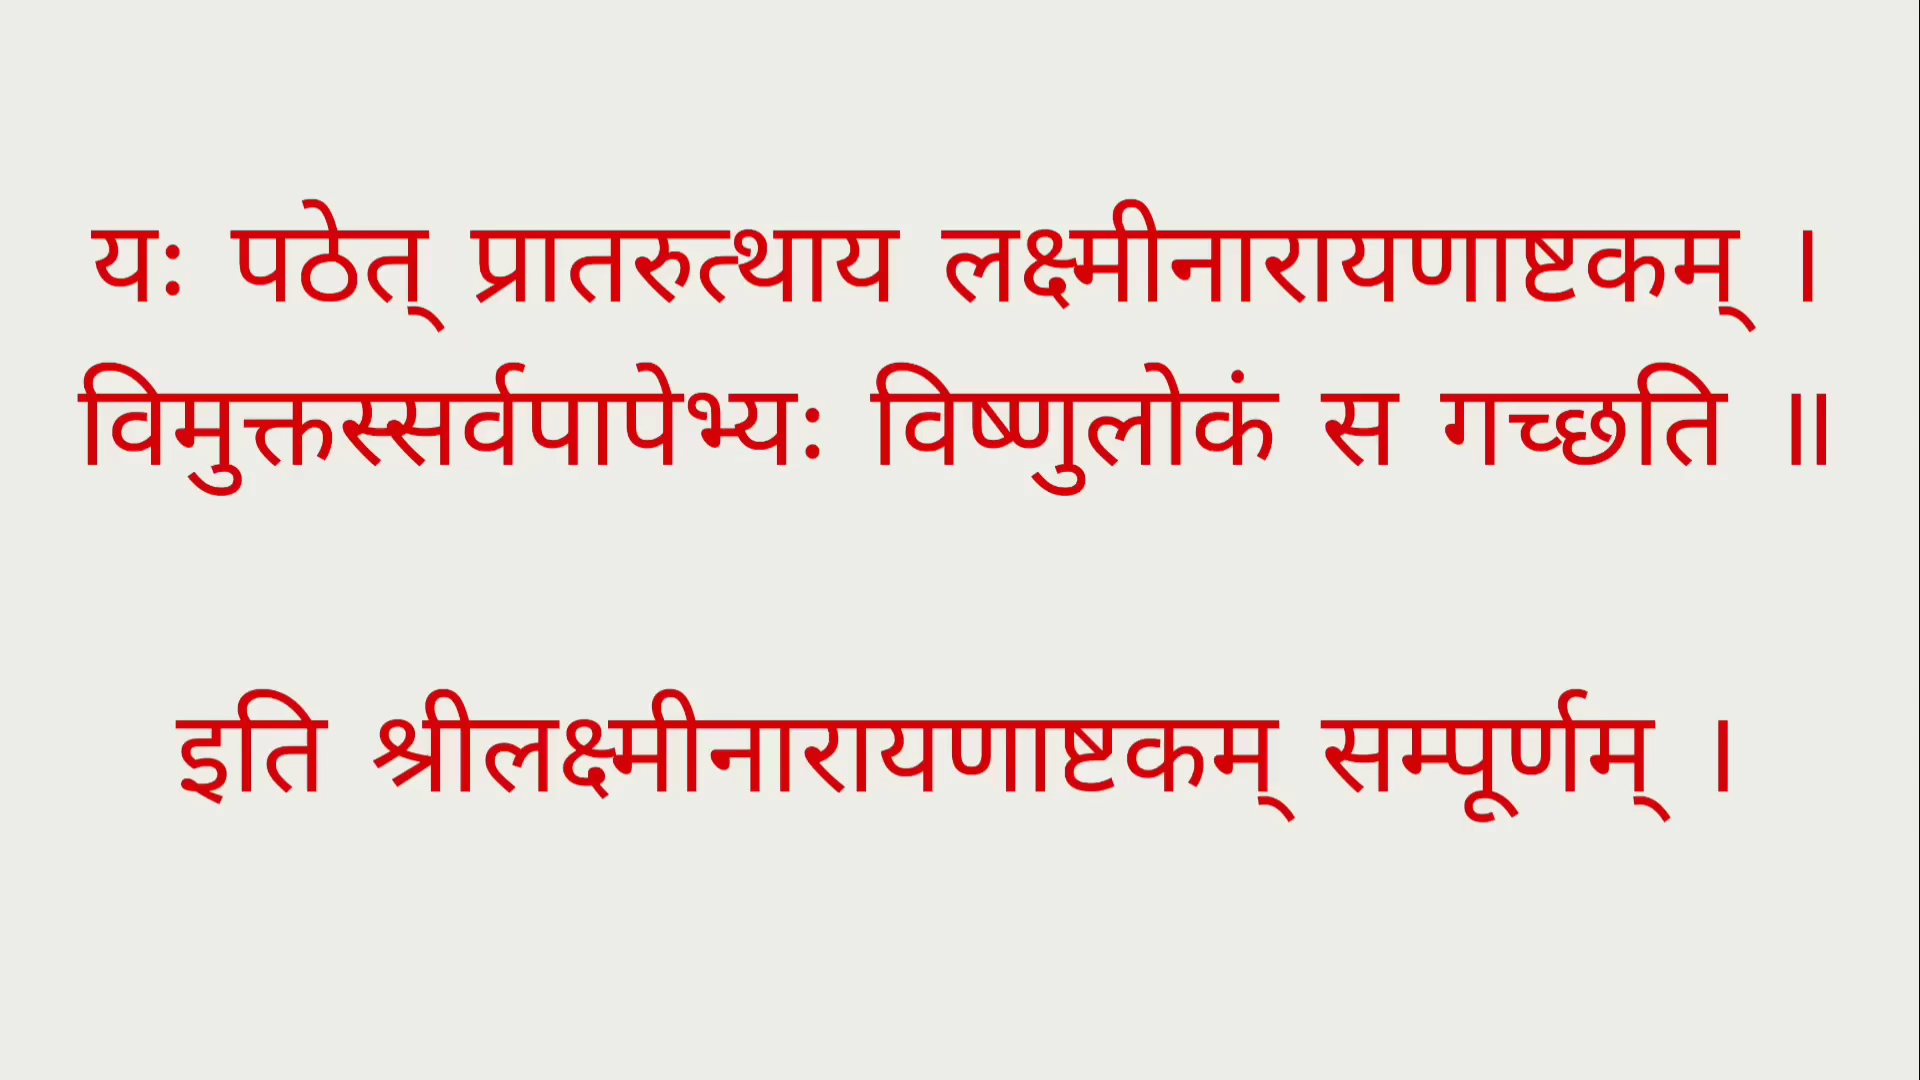 यः पठेत् प्रातरुत्थाय लक्ष्मीनारायणाष्टकम् ।
विमुक्तस्सर्वपापेभ्यः विष्णुलोकं स गच्छति ॥
इति श्रीलक्ष्मीनारायणाष्टकम् सम्पूर्णम् ।